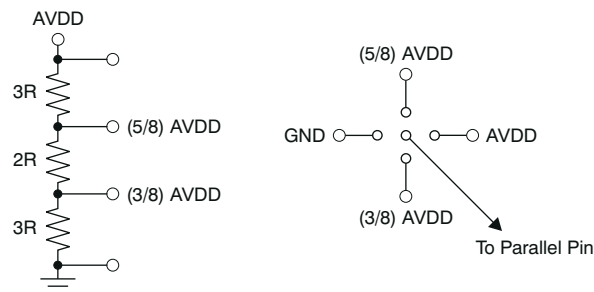 AVDD
3R
(5/8) AVDD
2R
(3/8) AVDD
3R
(5/8) AVDD
GND
AVDD
(3/8) AVDD
To Parallel Pin